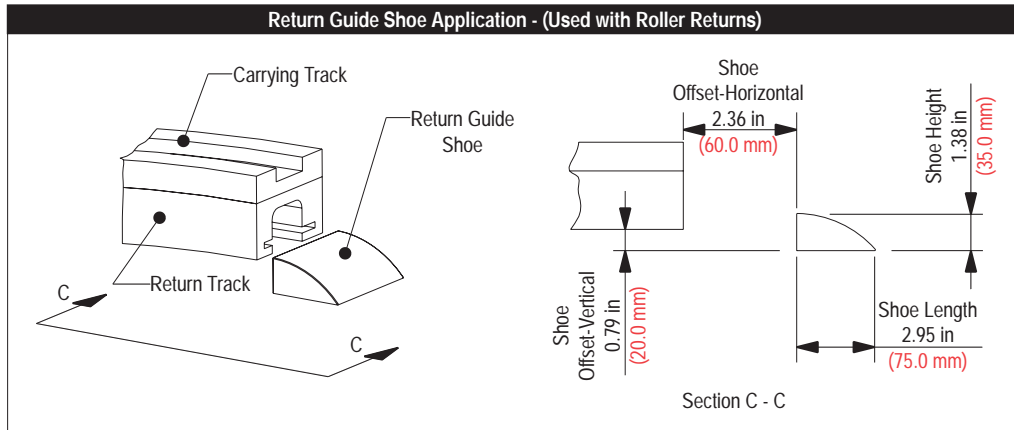 Return Guide Shoe Application - (Used with Roller Returns)
Carrying Track
Return Guide
Shoe
Return Track
C
C
Shoe
Offset-Horizontal
2.36 in
(60.0 mm)
Shoe Height
1.38 in
(35.0 mm)
Shoe
Offset-Vertical
0.79 in
(20.0 mm)
Shoe Length
2.95 in
(75.0 mm)
Section C - C